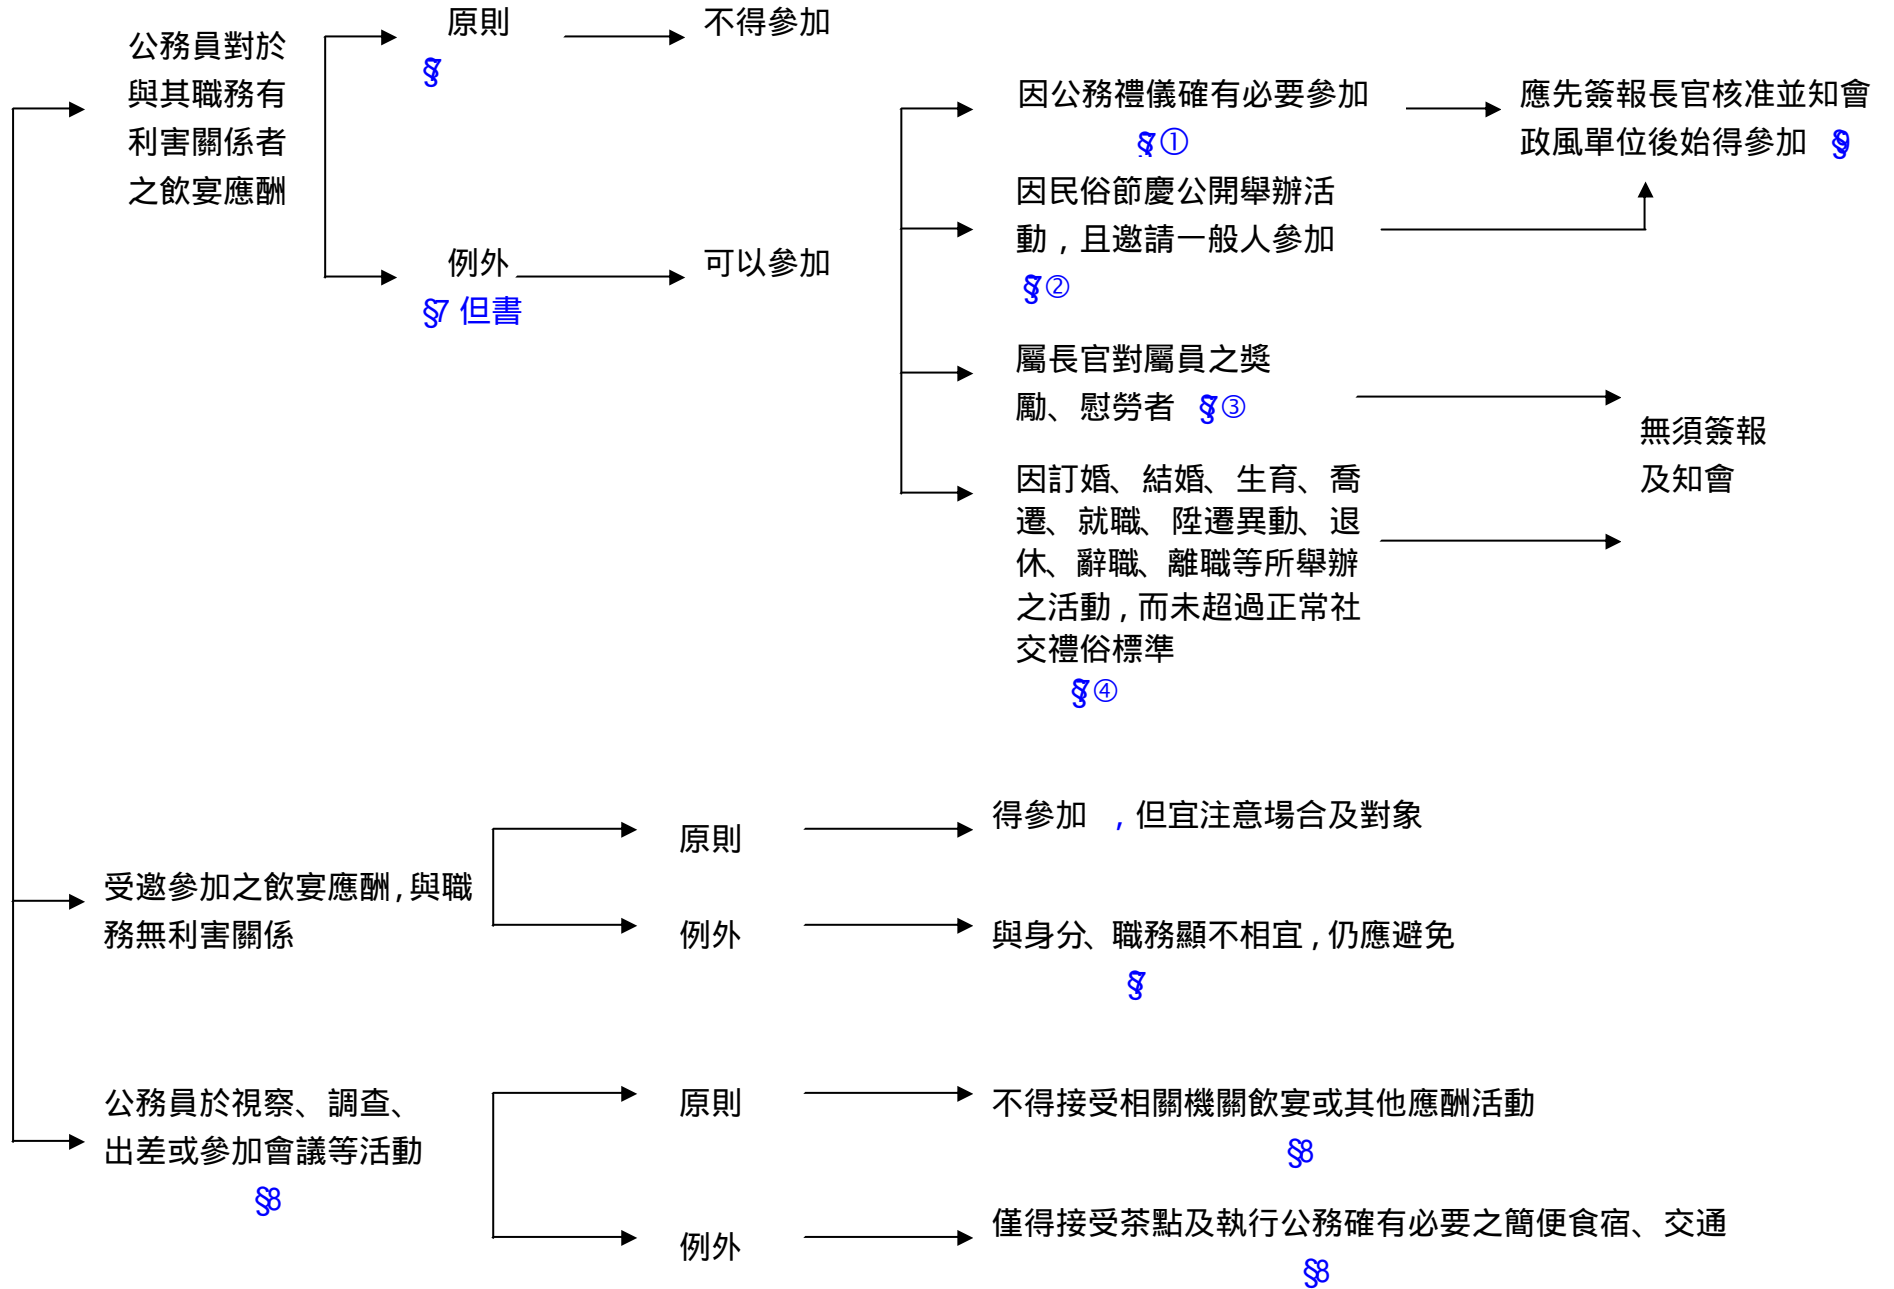 公務員對於
與其職務有
利害關係者
之飲宴應酬
原則
§7
不得參加
例外
§7 但書
可以參加
因公務禮儀確有必要參加
§7①
應先簽報長官核准並知會
政風單位後始得參加 §9
因民俗節慶公開舉辦活
動，且邀請一般人參加
§7②
屬長官對屬員之獎
勵、慰勞者 §7③
因訂婚、結婚、生育、喬
遷、就職、陞遷異動、退
休、辭職、離職等所舉辦
之活動，而未超過正常社
交禮俗標準
§7④
無須簽報
及知會
受邀參加之飲宴應酬，與職
務無利害關係
原則
得參加 ，但宜注意場合及對象
例外
與身分、職務顯不相宜，仍應避免
§7
公務員於視察、調查、
出差或參加會議等活動
§8
原則
不得接受相關機關飲宴或其他應酬活動
§8
例外
僅得接受茶點及執行公務確有必要之簡便食宿、交通
§8